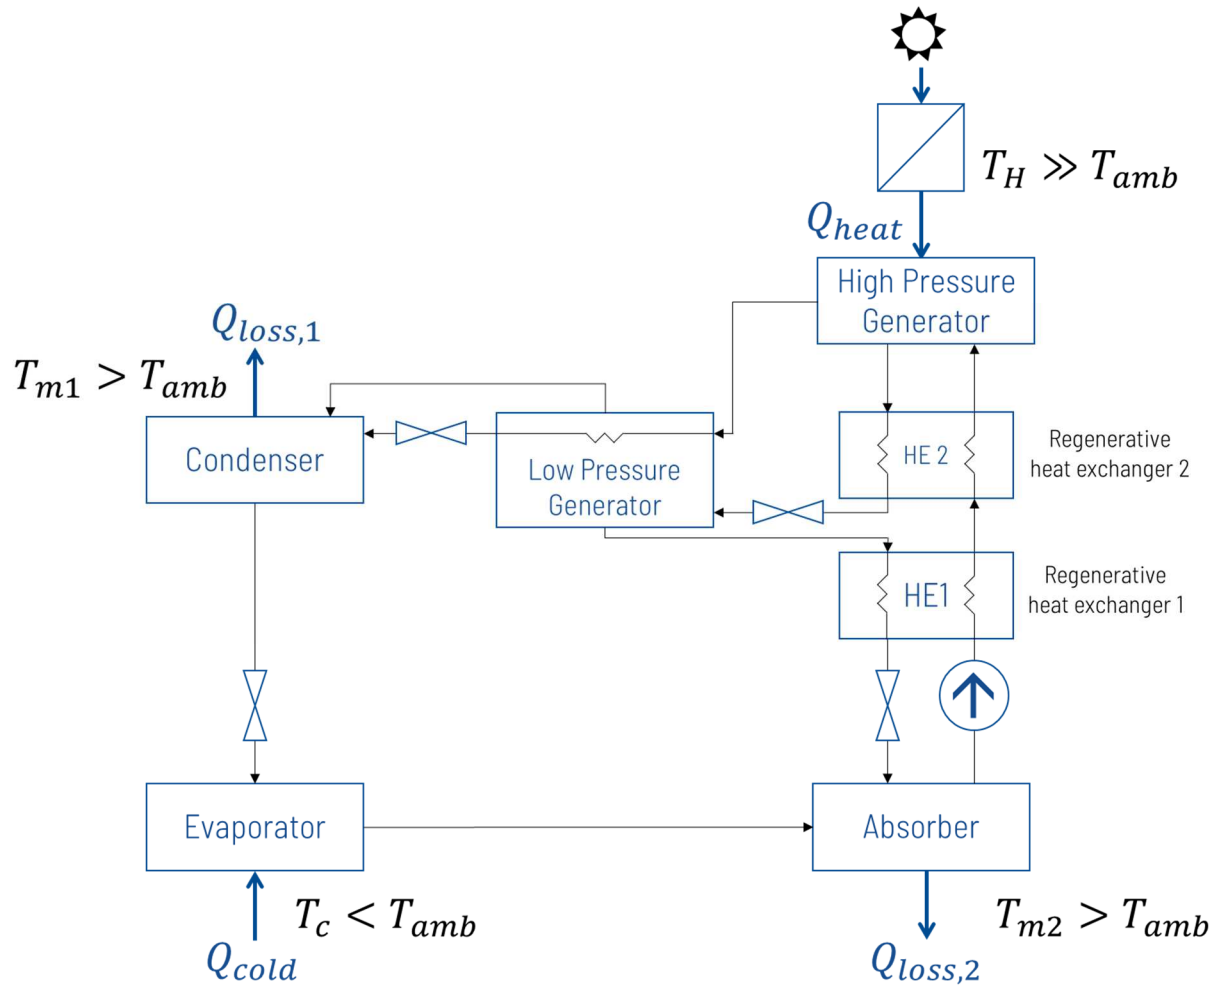 T_H ≫ T_amb
Q_heat
High Pressure
Generator
Q_loss,1
T_m1 > T_amb
Condenser
Low Pressure
Generator
HE 2
Regenerative
heat exchanger 2
HE1
Regenerative
heat exchanger 1
Evaporator
Absorber
T_c < T_amb
Q_cold
T_m2 > T_amb
Q_loss,2